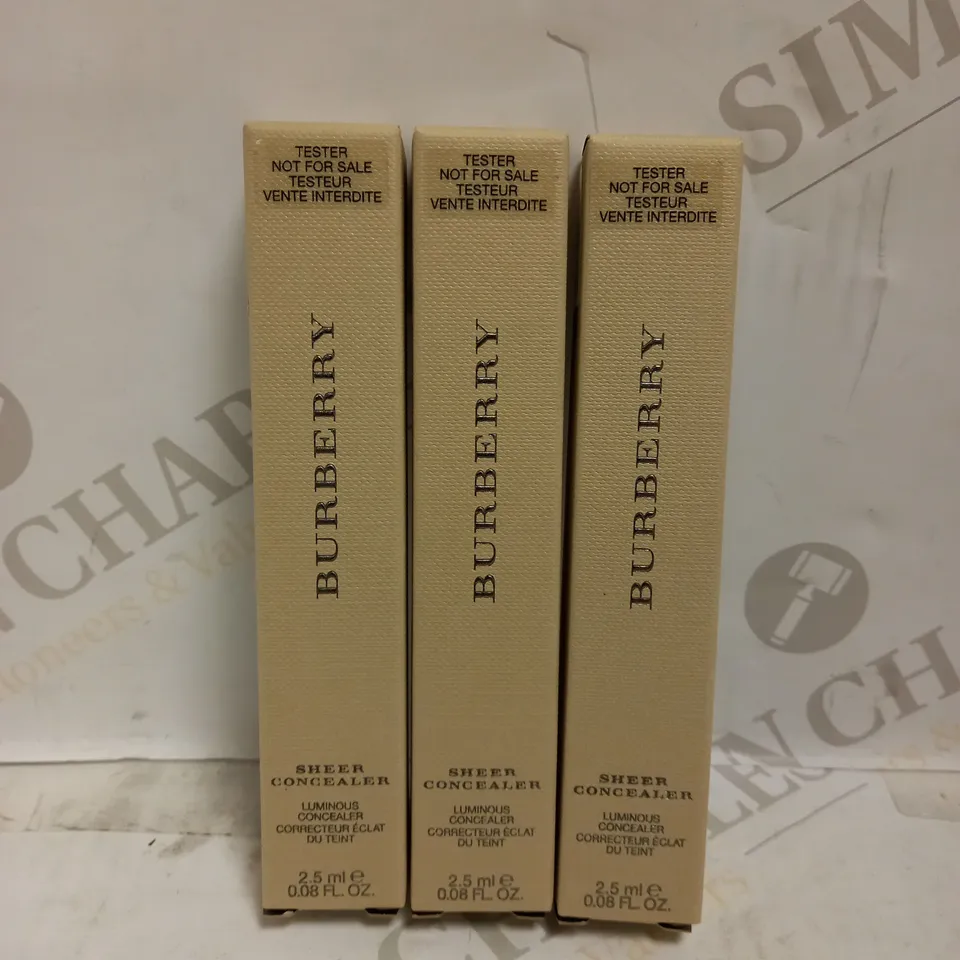 TESTER
NOT FOR SALE
TESTEUR
VENTE INTERDITE
BURBERRY
SHEER
CONCEALER
LUMINOUS
CONCEALER
CORRECTEUR ÉCLAT
DU TEINT
2.5 ml e
0.08 FL. OZ.
TESTER
NOT FOR SALE
TESTEUR
VENTE INTERDITE
BURBERRY
SHEER
CONCEALER
LUMINOUS
CONCEALER
CORRECTEUR ÉCLAT
DU TEINT
2.5 ml e
0.08 FL. OZ.
TESTER
NOT FOR SALE
TESTEUR
VENTE INTERDITE
BURBERRY
SHEER
CONCEALER
LUMINOUS
CONCEALER
CORRECTEUR ÉCLAT
DU TEINT
2.5 ml e
0.08 FL. OZ.